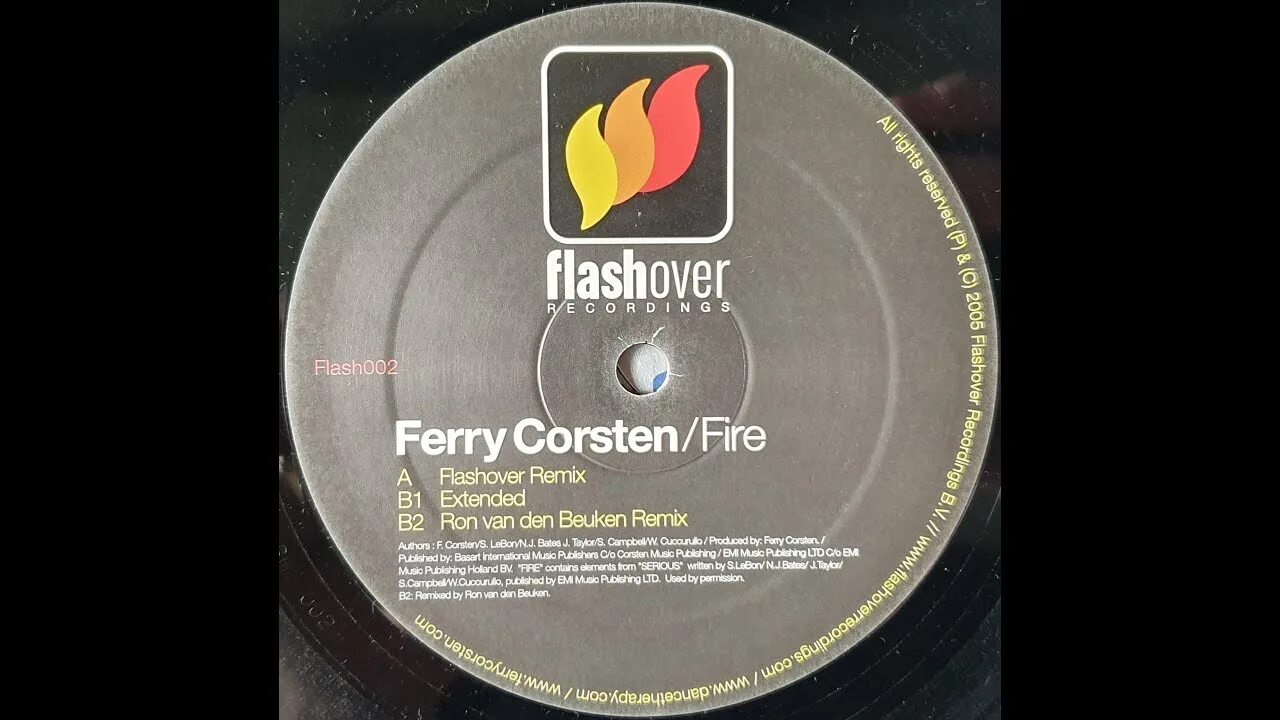 flashover
RECORDINGS
Flash002
Ferry Corsten/Fire
A Flashover Remix
B1 Extended
B2 Ron van den Beuken Remix
Authors : F. Corsten/S. LeBon/N.J. Bates J. Taylor/S. Campbell/W. Cuccurullo / Produced by: Ferry Corsten. /
Published by: Basart International Music Publishers C/o Corsten Music Publishing / EMI Music Publishing LTD C/o EMI
Music Publishing Holland BV. "FIRE" contains elements from "SERIOUS" written by S.LeBon/ N.J.Bates/ J.Taylor/
S.Campbell/W.Cuccurullo, published by EMI Music Publishing LTD. Used by permission.
B2: Remixed by Ron van den Beuken.
All rights reserved (P) & (C) 2005 Flashover Recordings B.V. // www.flashoverrecordings.com / www.dancetherapy.com / www.ferrycorsten.com